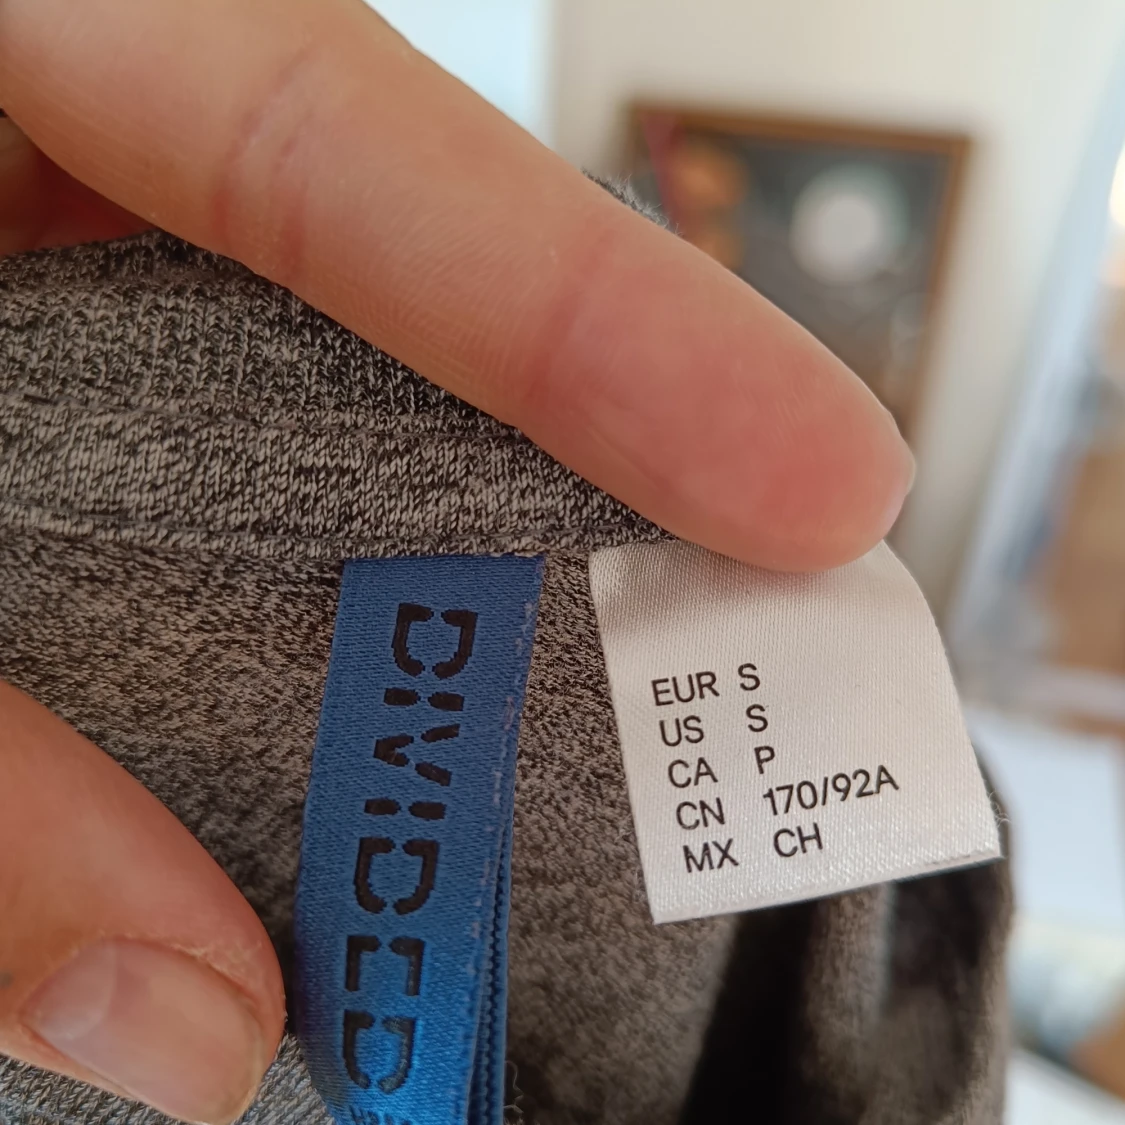 DIVIDED
EUR S
US S
CA P
CN 170/92A
MX CH